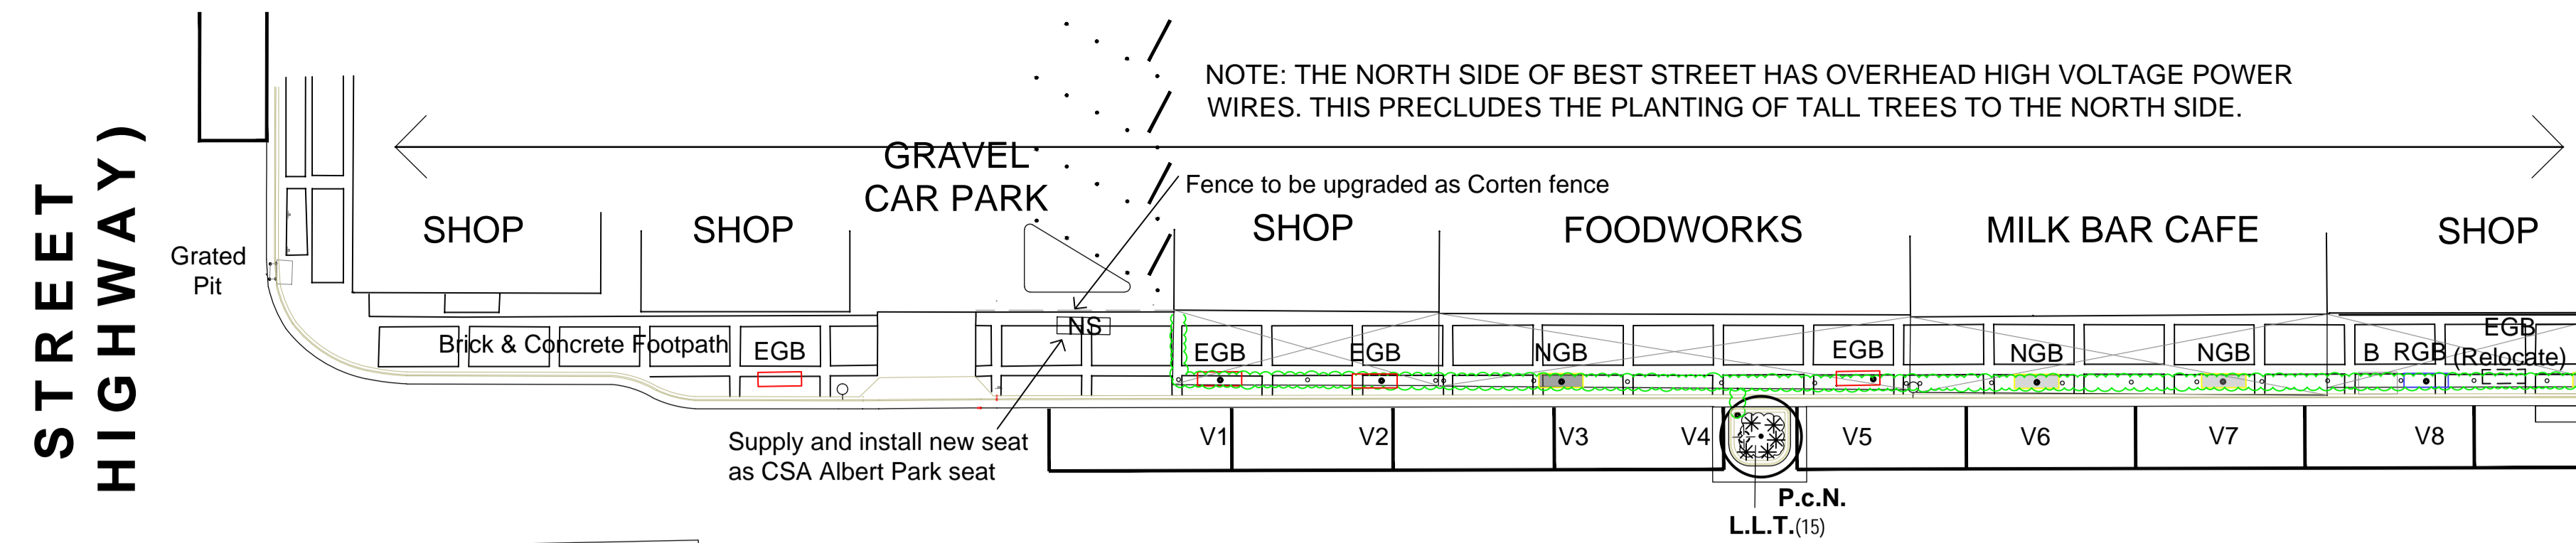 STREET
HIGHWAY)
NOTE: THE NORTH SIDE OF BEST STREET HAS OVERHEAD HIGH VOLTAGE POWER
WIRES. THIS PRECLUDES THE PLANTING OF TALL TREES TO THE NORTH SIDE.
GRAVEL
CAR PARK
Fence to be upgraded as Corten fence
SHOP
SHOP
SHOP
FOODWORKS
MILK BAR CAFE
SHOP
Grated
Pit
NS
Brick & Concrete Footpath
EGB
EGB
EGB
NGB
EGB
NGB
NGB
B
RGB
EGB
(Relocate)
Supply and install new seat
as CSA Albert Park seat
V1
V2
V3
V4
V5
V6
V7
V8
P.c.N.
L.L.T.(15)